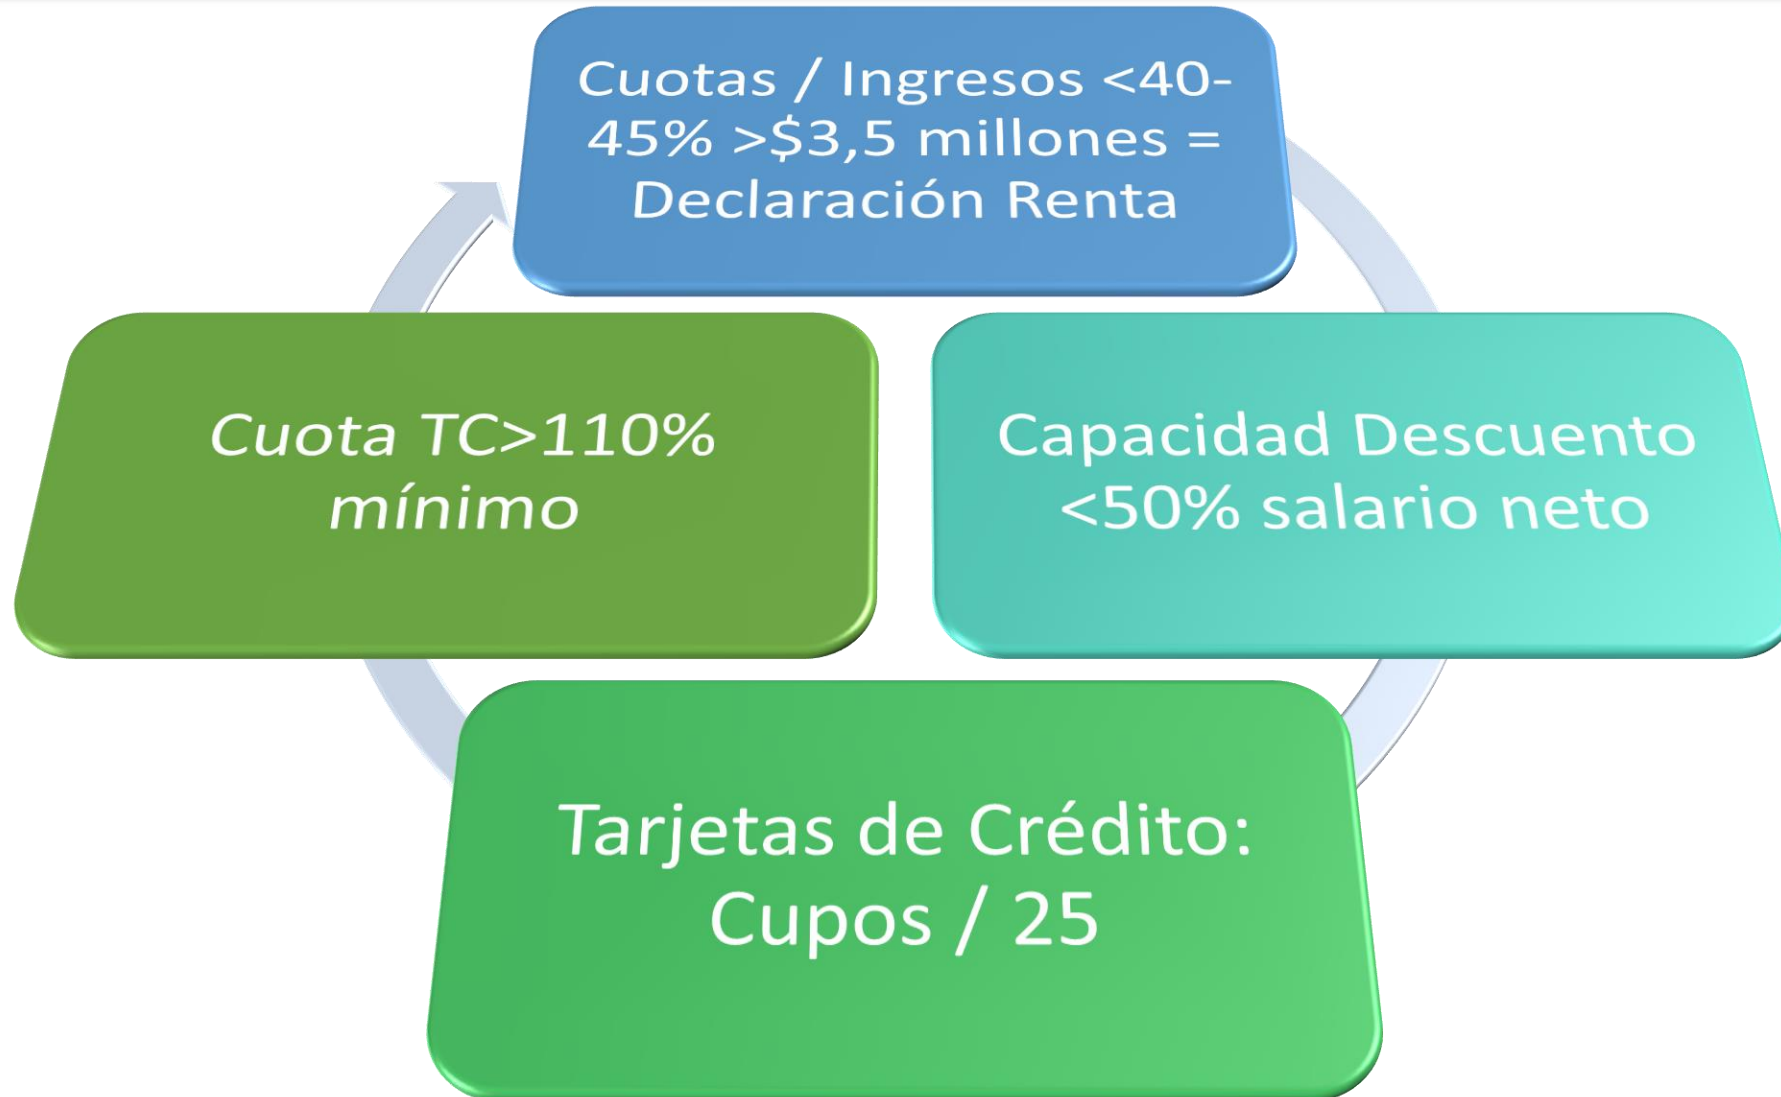 Cuotas / Ingresos <40-
45% >$3,5 millones =
Declaración Renta
Cuota TC>110%
mínimo
Capacidad Descuento
<50% salario neto
Tarjetas de Crédito:
Cupos / 25